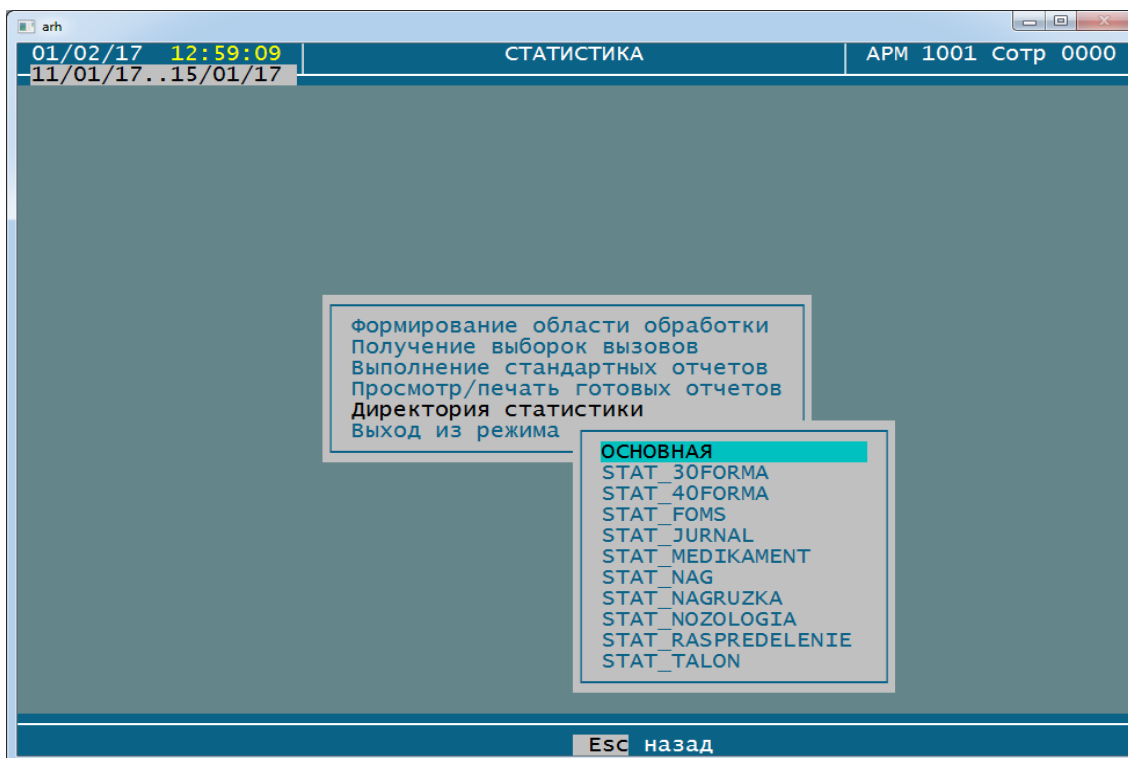 arh
01/02/17 12:59:09 СТАТИСТИКА АРМ 1001 Сотр 0000
11/01/17..15/01/17
Формирование области обработки
Получение выборок вызовов
Выполнение стандартных отчетов
Просмотр/печать готовых отчетов
Директория статистики
Выход из режима
ОСНОВНАЯ
STAT_30FORMA
STAT_40FORMA
STAT_FOMS
STAT_JURNAL
STAT_MEDIKAMENT
STAT_NAG
STAT_NAGRUZKA
STAT_NOZOLOGIA
STAT_RASPREDELENIE
STAT_TALON
Esc назад